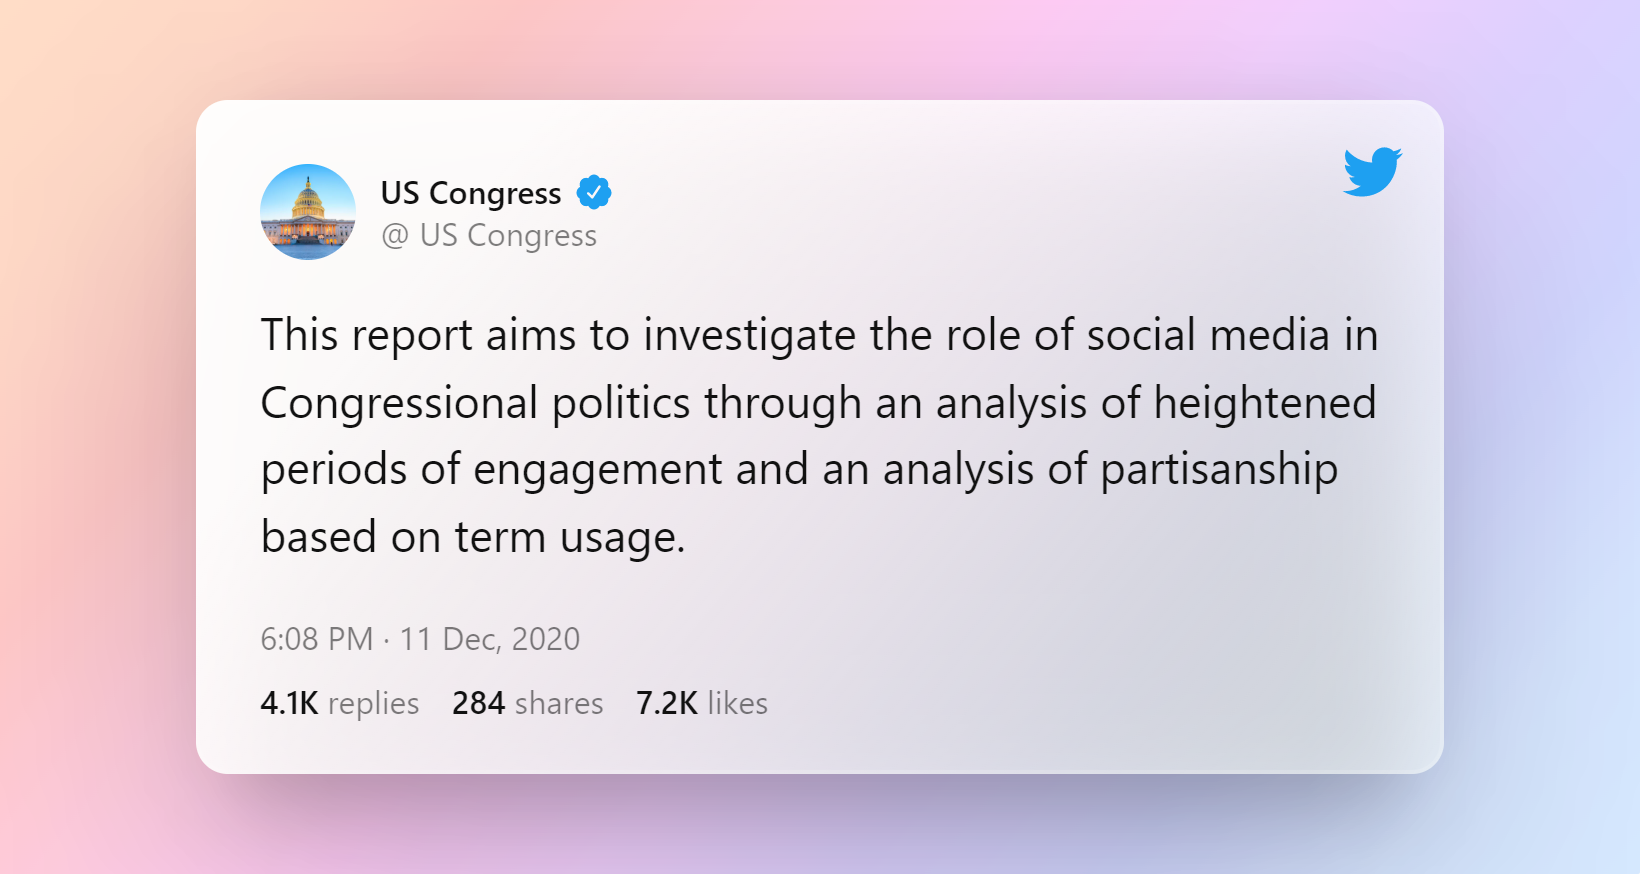 US Congress
@ US Congress
This report aims to investigate the role of social media in
Congressional politics through an analysis of heightened
periods of engagement and an analysis of partisanship
based on term usage.
6:08 PM · 11 Dec, 2020
4.1K replies 284 shares 7.2K likes